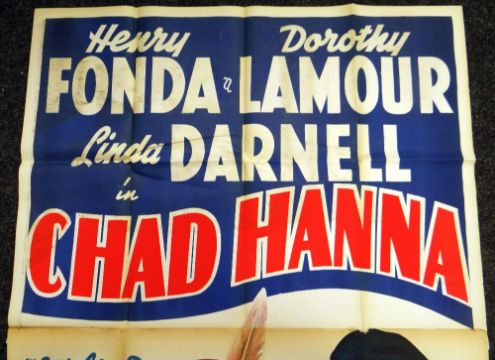 Henry Dorothy
FONDA & LAMOUR
Linda DARNELL
in
CHAD HANNA